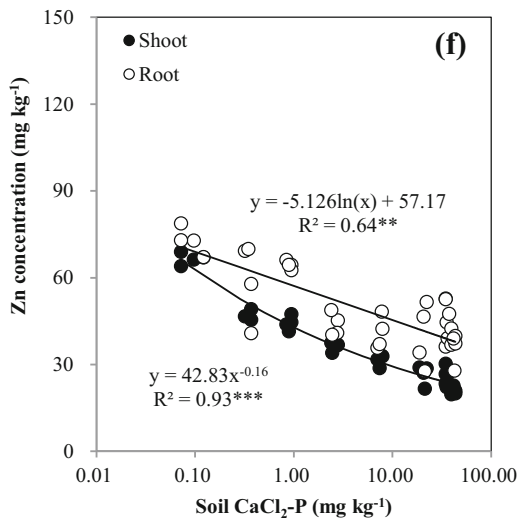 150
120
90
60
30
0
Zn concentration (mg kg⁻¹)
(f)
Shoot
Root
y = -5.126ln(x) + 57.17
R² = 0.64**
y = 42.83x⁻⁰·¹⁶
R² = 0.93***
0.01 0.10 1.00 10.00 100.00
Soil CaCl₂-P (mg kg⁻¹)